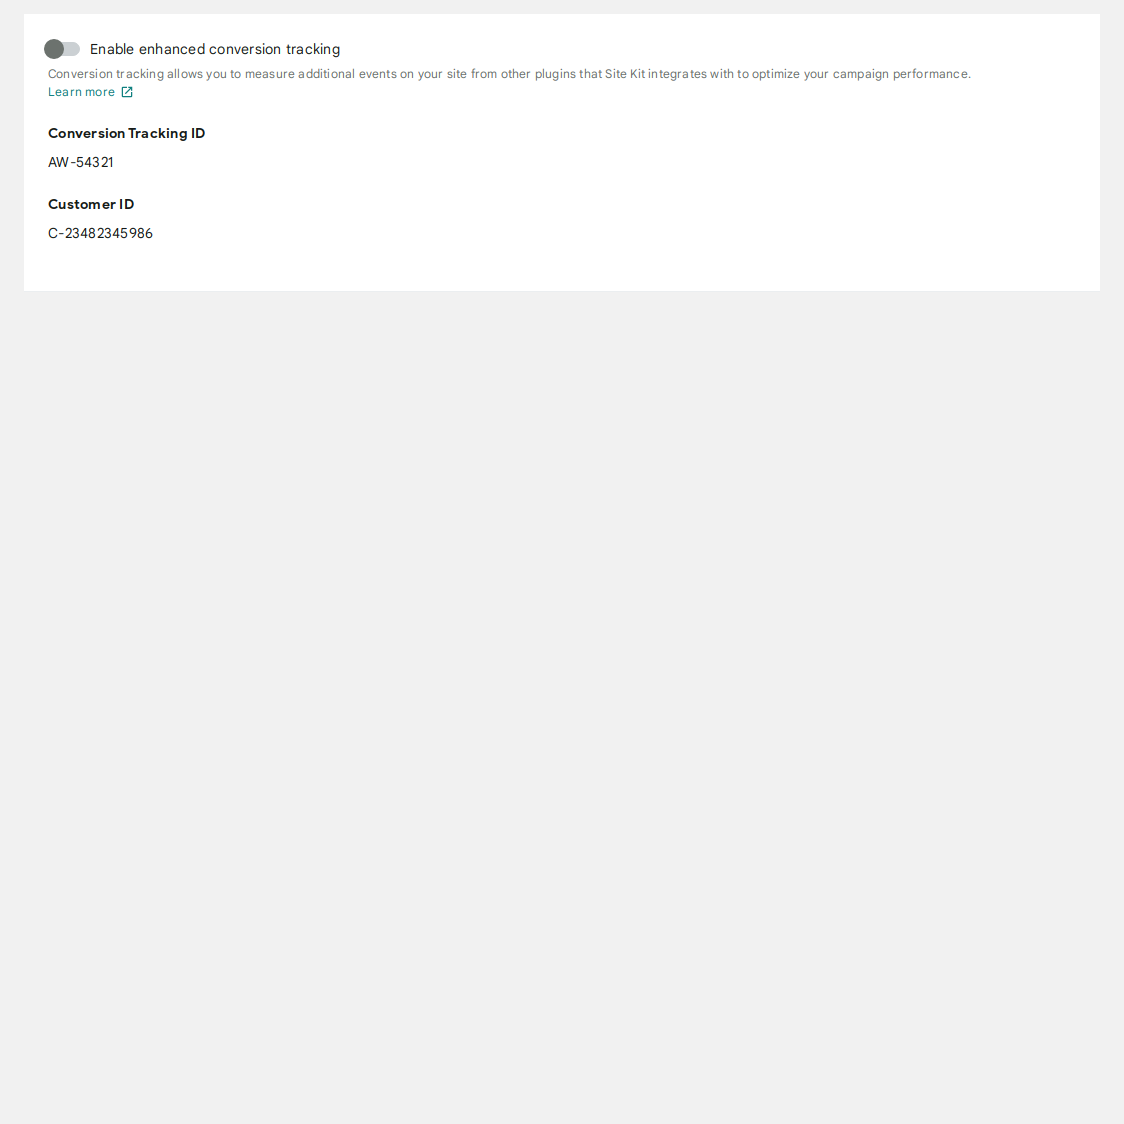 Enable enhanced conversion tracking
Conversion tracking allows you to measure additional events on your site from other plugins that Site Kit integrates with to optimize your campaign performance.
Learn more
Conversion Tracking ID
AW-54321
Customer ID
C-23482345986